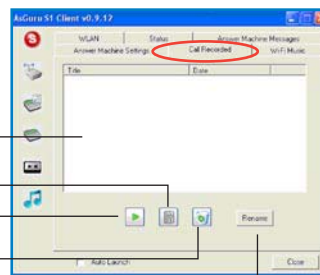 AsGuru S1 Client v0.9.12
WLAN Status Answer Machine Messages
Answer Machine Settings Call Recorded WiFi Music
Title Date
Rename
Auto Launch Close